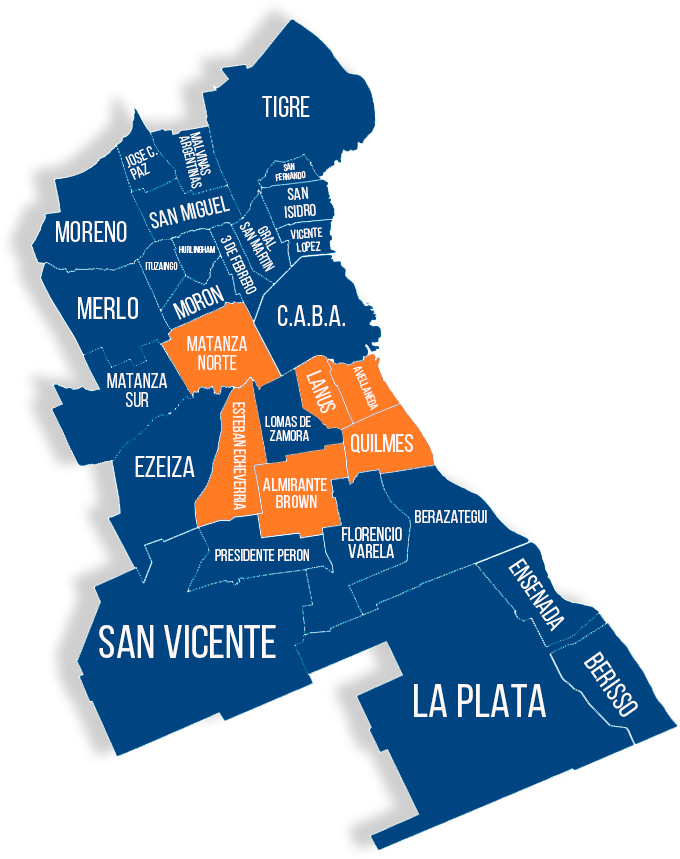 TIGRE
JOSE C.
PAZ
MALVINAS
ARGENTINAS
SAN
FERNANDO
SAN
ISIDRO
SAN MIGUEL
MORENO
GRAL.
SAN MARTIN
VICENTE
LOPEZ
3 DE FEBRERO
HURLINGHAM
ITUZAINGO
MERLO
MORON
C.A.B.A.
MATANZA
NORTE
MATANZA
SUR
LANUS
AVELLANEDA
ESTEBAN ECHEVERRIA
LOMAS DE
ZAMORA
QUILMES
EZEIZA
ALMIRANTE
BROWN
BERAZATEGUI
FLORENCIO
VARELA
PRESIDENTE PERON
ENSENADA
SAN VICENTE
BERISSO
LA PLATA